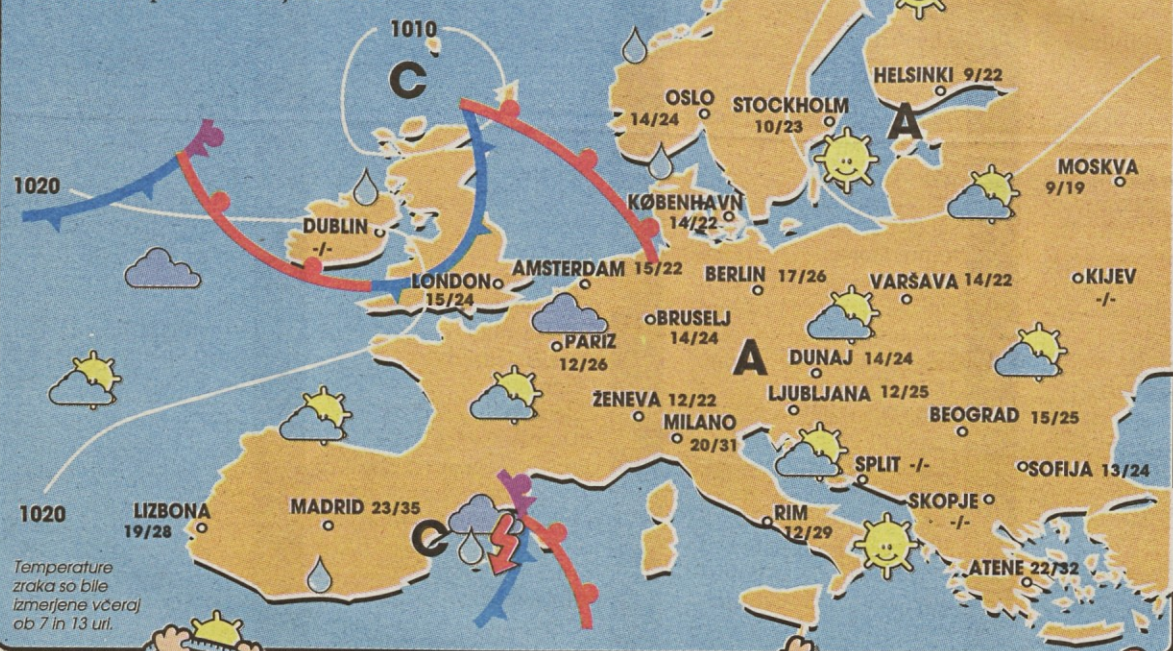 1010
C
HELSINKI 9/22
OSLO
14/24
STOCKHOLM
10/23
A
MOSKVA
9/19
1020
KØBENHAVN
14/22
DUBLIN
-/-
LONDON
15/24
AMSTERDAM 15/22
BERLIN 17/26
VARŠAVA 14/22
KIJEV
-/-
BRUSELJ
14/24
PARIZ
12/26
A
DUNAJ 14/24
ŽENEVA 12/22
LJUBLJANA 12/25
MILANO
20/31
BEOGRAD 15/25
SPLIT -/-
SOFIJA 13/24
1020
LIZBONA
19/28
MADRID 23/35
C
RIM
12/29
SKOPJE
-/-
ATENE 22/32
Temperature
zraka so bile
izmerjene včeraj
ob 7 in 13 uri.